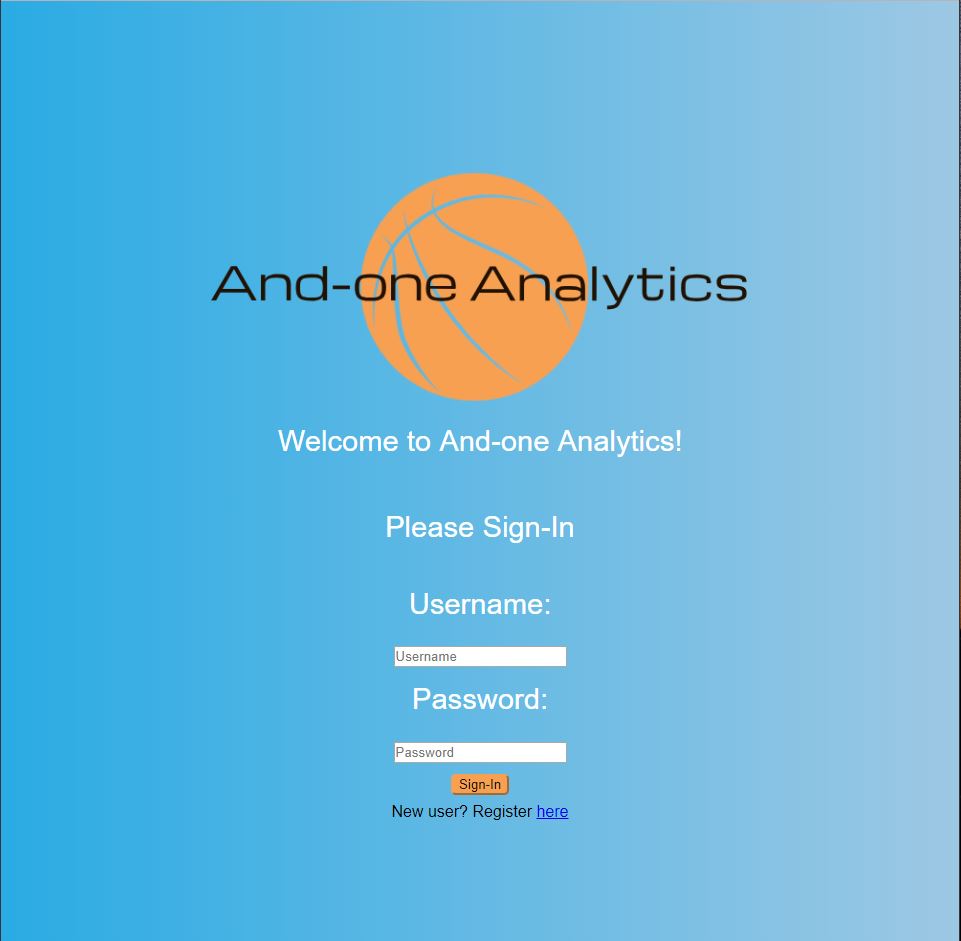 And-one Analytics
Welcome to And-one Analytics!
Please Sign-In
Username:
Username
Password:
Password
Sign-In
New user? Register here